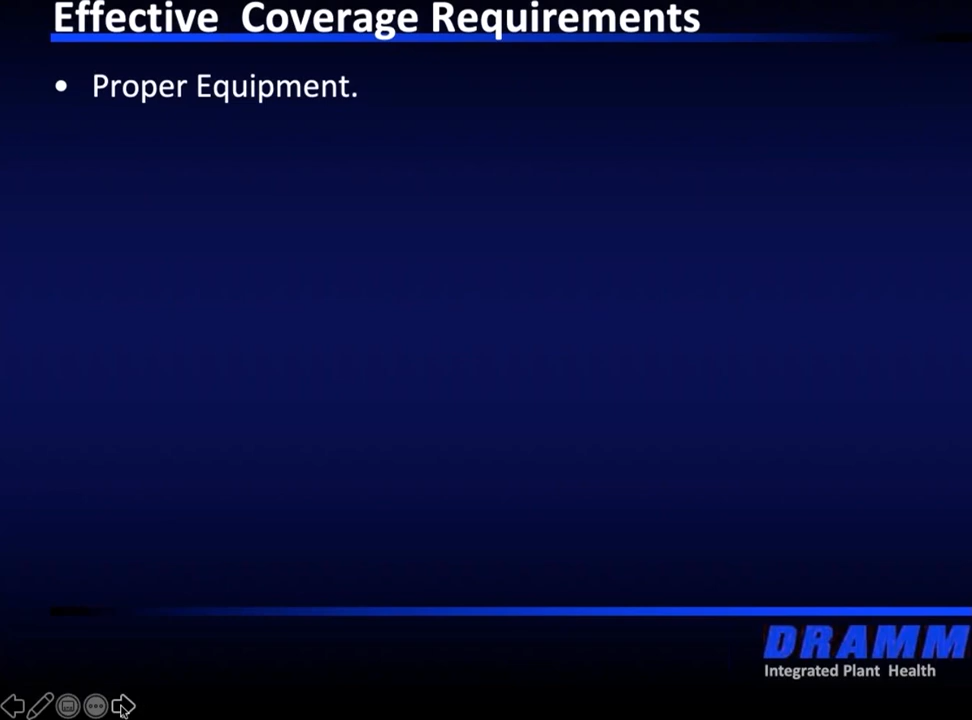 Effective  Coverage Requirements
• Proper Equipment.
DRAMM
Integrated Plant  Health